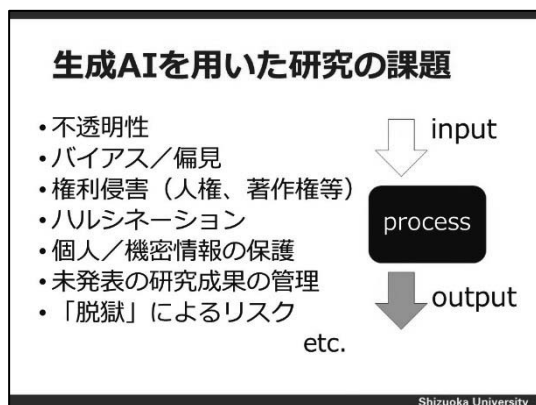 生成AIを用いた研究の課題
• 不透明性
• バイアス／偏見
• 権利侵害（人権、著作権等）
• ハルシネーション
• 個人／機密情報の保護
• 未発表の研究成果の管理
• 「脱獄」によるリスク
etc.
input
process
output
Shizuoka University